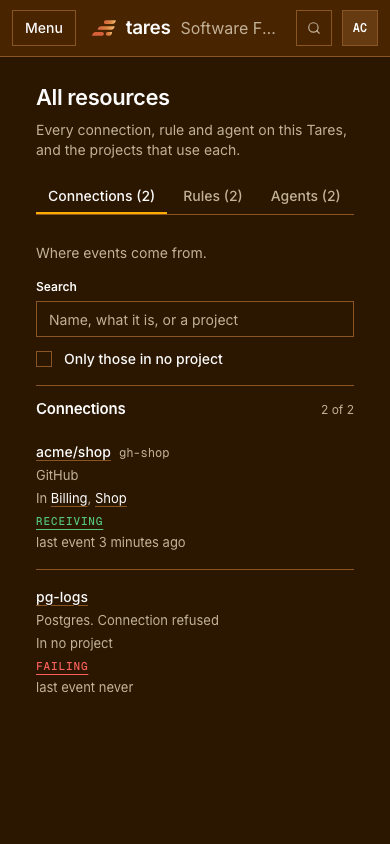 Menu tares Software F... AC
All resources
Every connection, rule and agent on this Tares,
and the projects that use each.
Connections (2) Rules (2) Agents (2)
Where events come from.
Search
Name, what it is, or a project
Only those in no project
Connections 2 of 2
acme/shop gh-shop
GitHub
In Billing, Shop
RECEIVING
last event 3 minutes ago
pg-logs
Postgres. Connection refused
In no project
FAILING
last event never